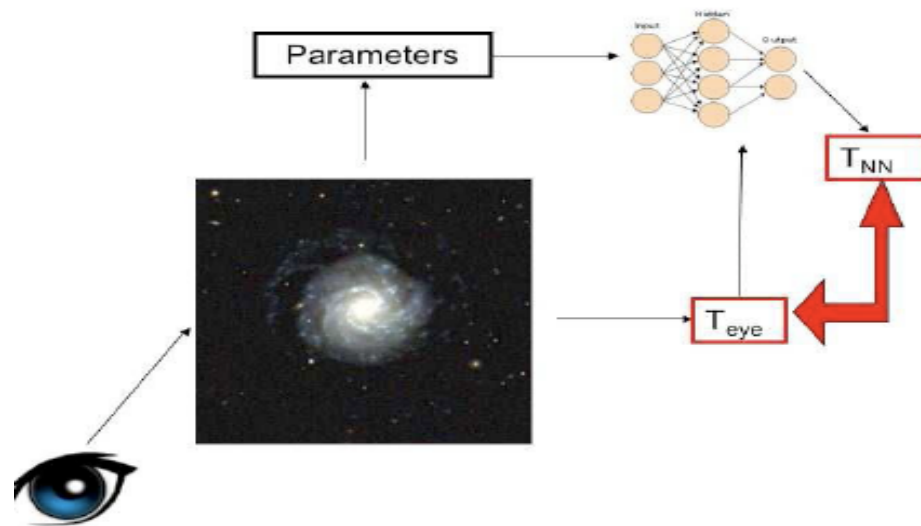 Parameters
Input
Hidden
Output
T_NN
T_eye